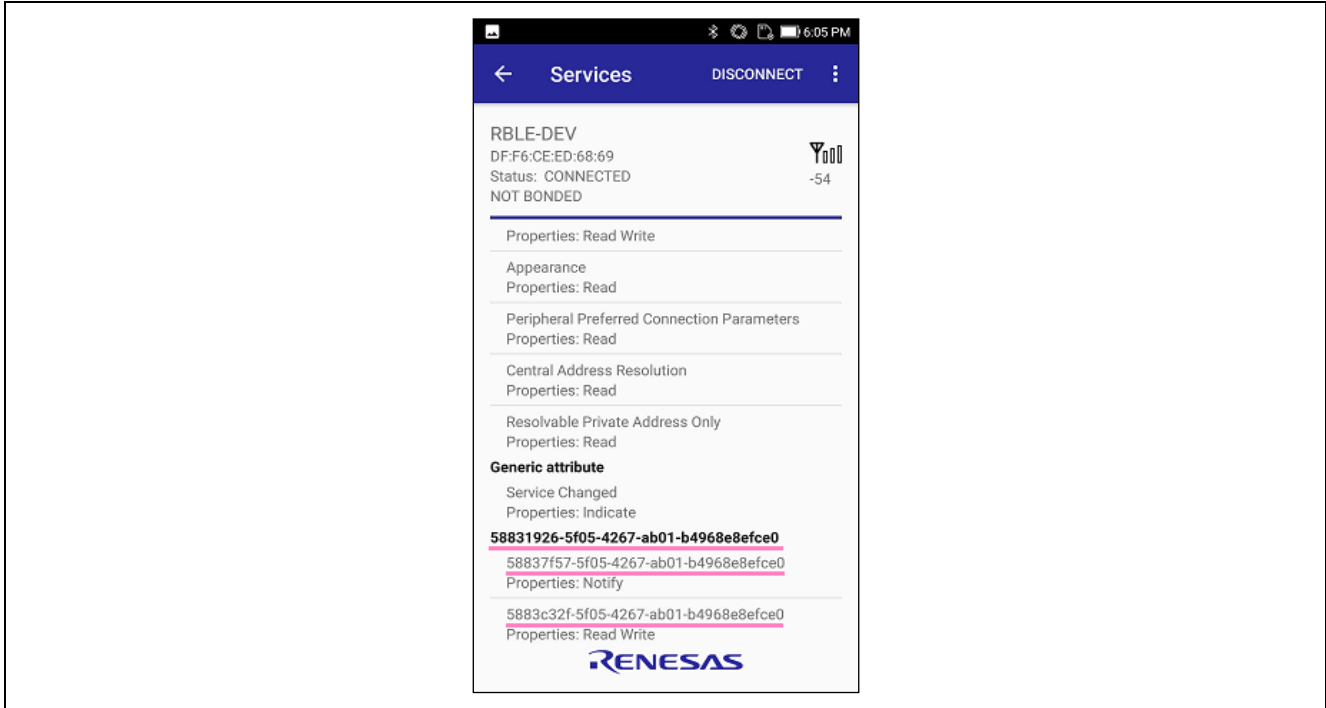 6:05 PM
Services DISCONNECT
RBLE-DEV
DF:F6:CE:ED:68:69
Status: CONNECTED
-54
NOT BONDED
Properties: Read Write
Appearance
Properties: Read
Peripheral Preferred Connection Parameters
Properties: Read
Central Address Resolution
Properties: Read
Resolvable Private Address Only
Properties: Read
Generic attribute
Service Changed
Properties: Indicate
58831926-5f05-4267-ab01-b4968e8efce0
58837f57-5f05-4267-ab01-b4968e8efce0
Properties: Notify
5883c32f-5f05-4267-ab01-b4968e8efce0
Properties: Read Write
RENESAS